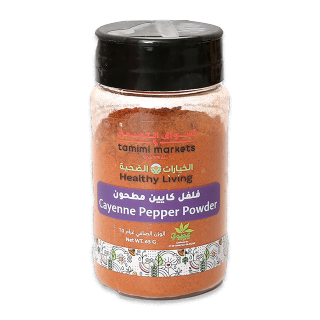 tamimi markets
الخيارات الصحية
Healthy Living
فلفل كايين مطحون
Cayenne Pepper Powder
Net WT. 65 G